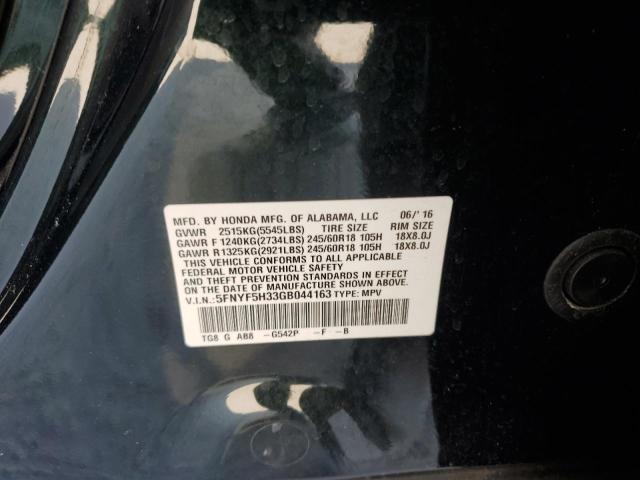 MFD. BY HONDA MFG. OF ALABAMA, LLC 06/'16
GVWR 2515KG(5545LBS) TIRE SIZE RIM SIZE
GAWR F 1240KG(2734LBS) 245/60R18 105H 18X8.0J
GAWR R 1325KG(2921LBS) 245/60R18 105H 18X8.0J
THIS VEHICLE CONFORMS TO ALL APPLICABLE
FEDERAL MOTOR VEHICLE SAFETY
AND THEFT PREVENTION STANDARDS IN EFFECT
ON THE DATE OF MANUFACTURE SHOWN ABOVE.
V.I.N.: 5FNYF5H33GB044163 TYPE: MPV
TG8 G AB8 -G542P -F -B